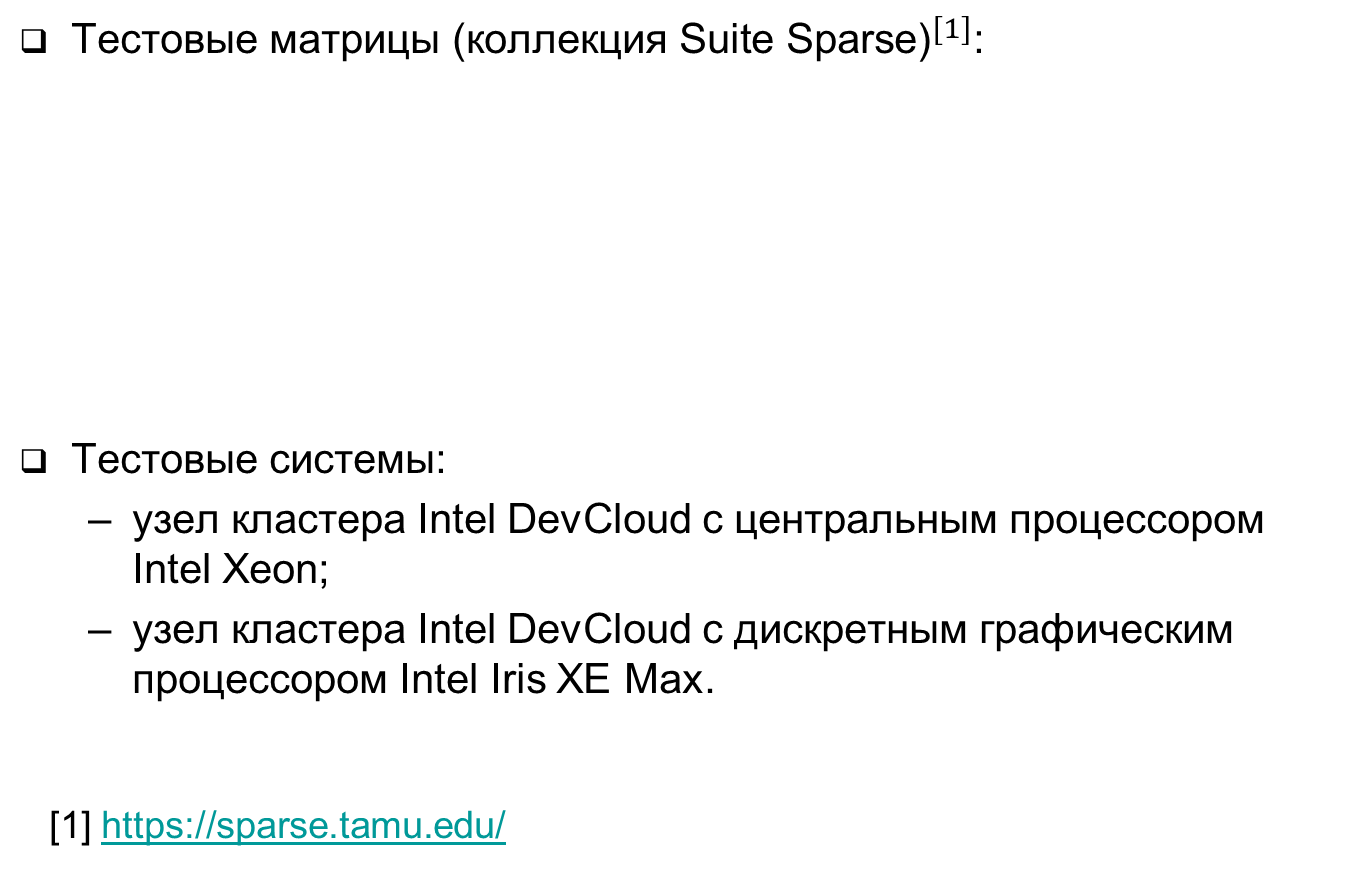 ❑ Тестовые матрицы (коллекция Suite Sparse)[1]:
❑ Тестовые системы:
– узел кластера Intel DevCloud с центральным процессором
Intel Xeon;
– узел кластера Intel DevCloud с дискретным графическим
процессором Intel Iris XE Max.
[1] https://sparse.tamu.edu/